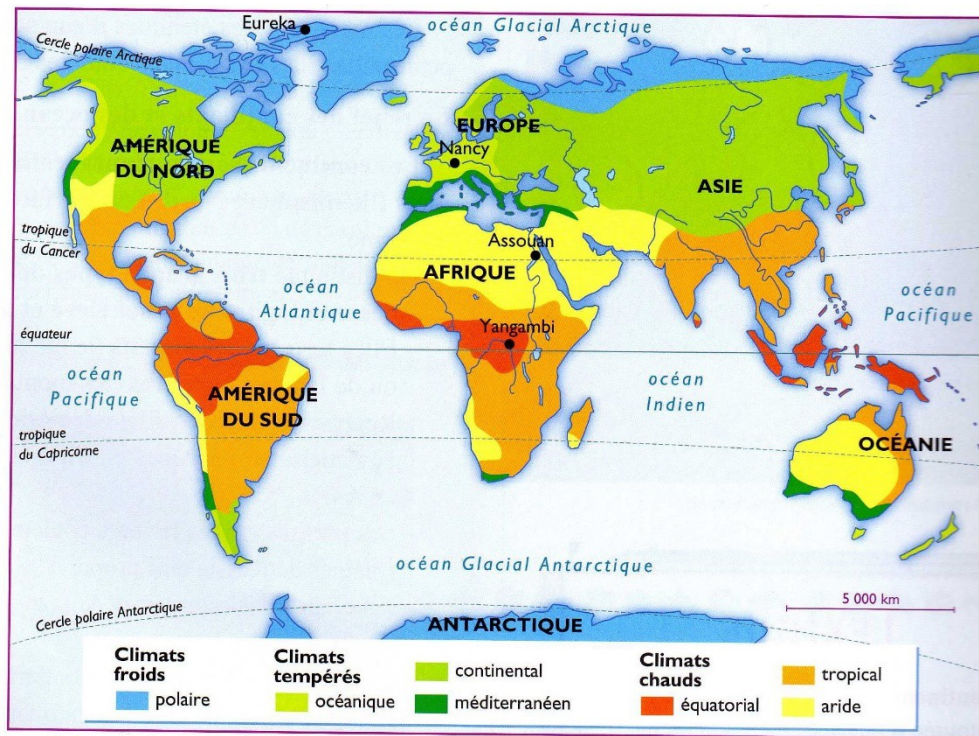 Eureka
océan Glacial Arctique
Cercle polaire Arctique
EUROPE
AMÉRIQUE
DU NORD
Nancy
ASIE
tropique
du Cancer
Assouan
AFRIQUE
océan
Atlantique
océan
Pacifique
Yangambi
équateur
océan
Pacifique
océan
Indien
AMÉRIQUE
DU SUD
OCÉANIE
tropique
du Capricorne
océan Glacial Antarctique
5 000 km
Cercle polaire Antarctique
ANTARCTIQUE
Climats
froids
polaire
Climats
tempérés
océanique
continental
méditerranéen
Climats
chauds
équatorial
tropical
aride